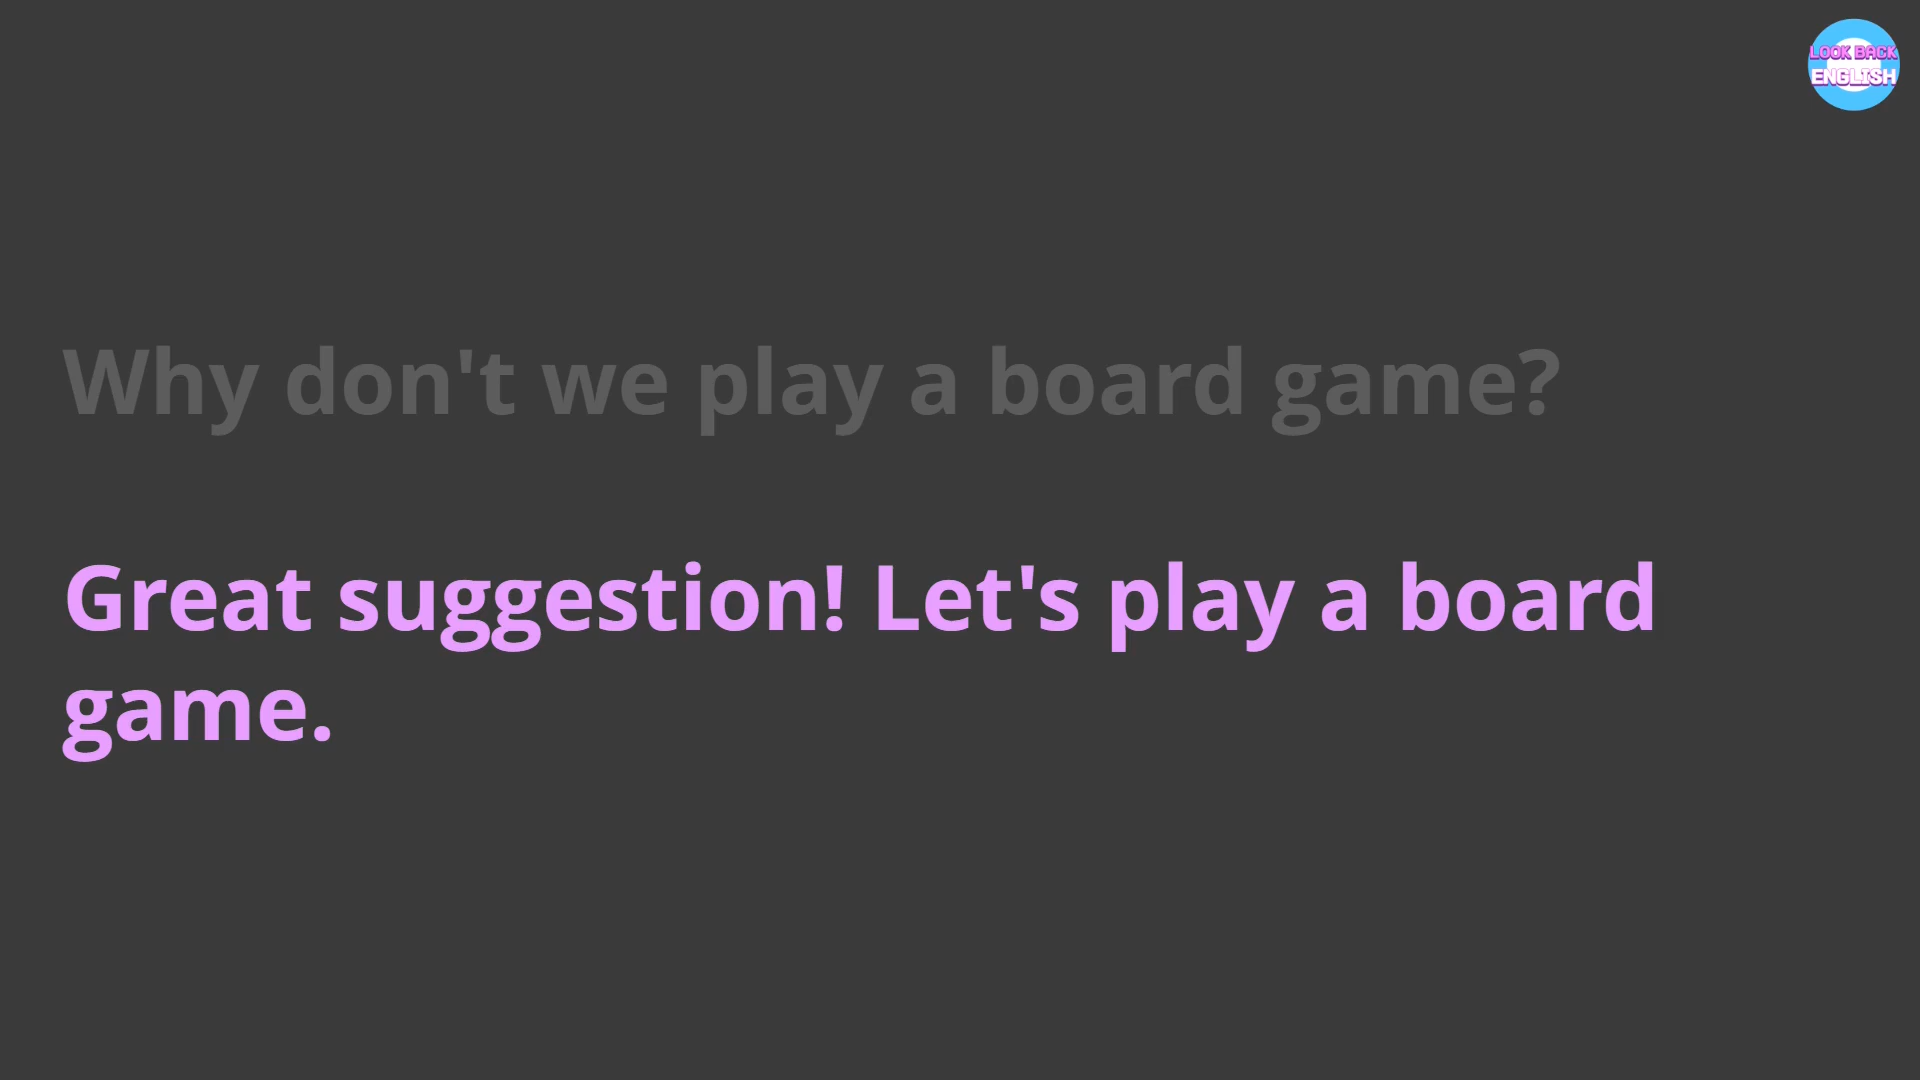 LOOK BACK
ENGLISH
Why don't we play a board game?
Great suggestion! Let's play a board
game.